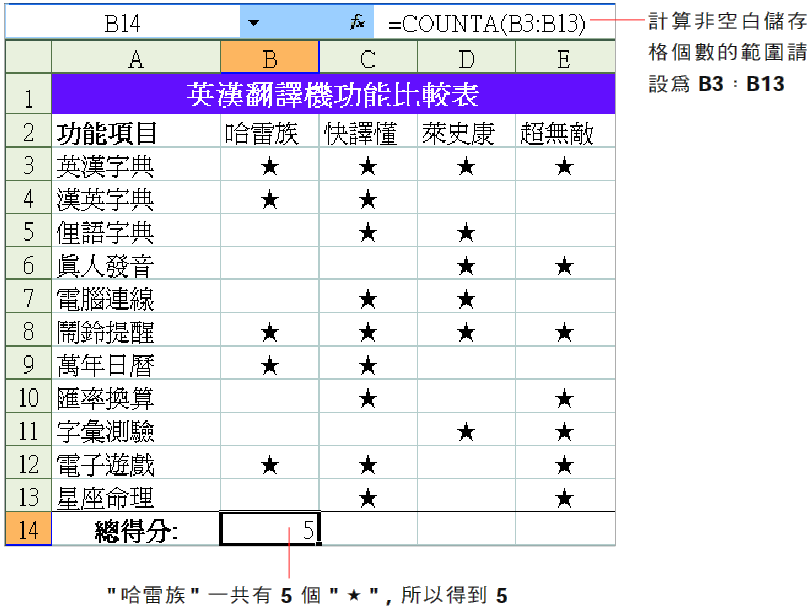 B14 fx =COUNTA(B3:B13)
計算非空白儲存
格個數的範圍請
設為 B3：B13
A B C D E
1 英漢翻譯機功能比較表
2 功能項目 哈雷族 快譯懂 萊史康 超無敵
3 英漢字典 ★ ★ ★ ★
4 漢英字典 ★ ★
5 俚語字典 ★ ★
6 眞人發音 ★ ★
7 電腦連線 ★ ★
8 鬧鈴提醒 ★ ★ ★ ★
9 萬年日曆 ★ ★
10 匯率換算 ★ ★
11 字彙測驗 ★ ★
12 電子遊戲 ★ ★ ★
13 星座命理 ★ ★
14 總得分: 5
"哈雷族" 一共有 5 個 "★", 所以得到 5